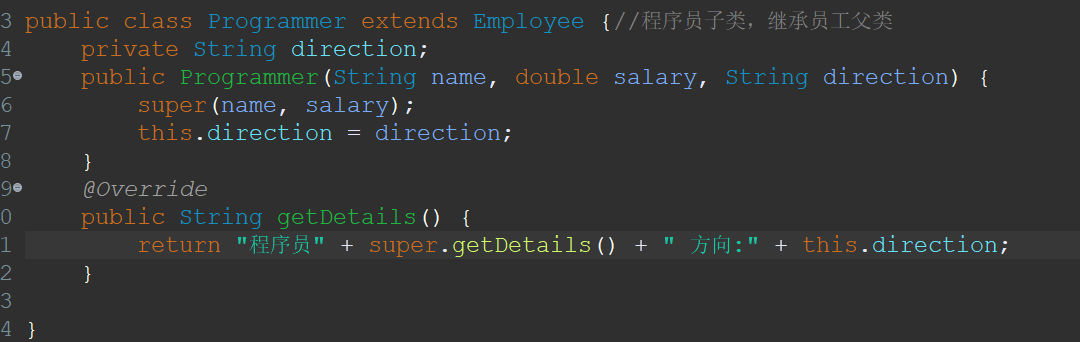 3 public class Programmer extends Employee {//程序员子类，继承员工父类
4     private String direction;
5     public Programmer(String name, double salary, String direction) {
6         super(name, salary);
7         this.direction = direction;
8     }
9     @Override
0     public String getDetails() {
1         return "程序员" + super.getDetails() + " 方向:" + this.direction;
2     }
3
4 }